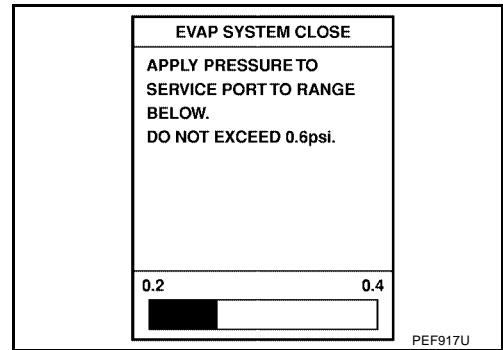 EVAP SYSTEM CLOSE
APPLY PRESSURE TO
SERVICE PORT TO RANGE
BELOW.
DO NOT EXCEED 0.6psi.
0.2 0.4
PEF917U